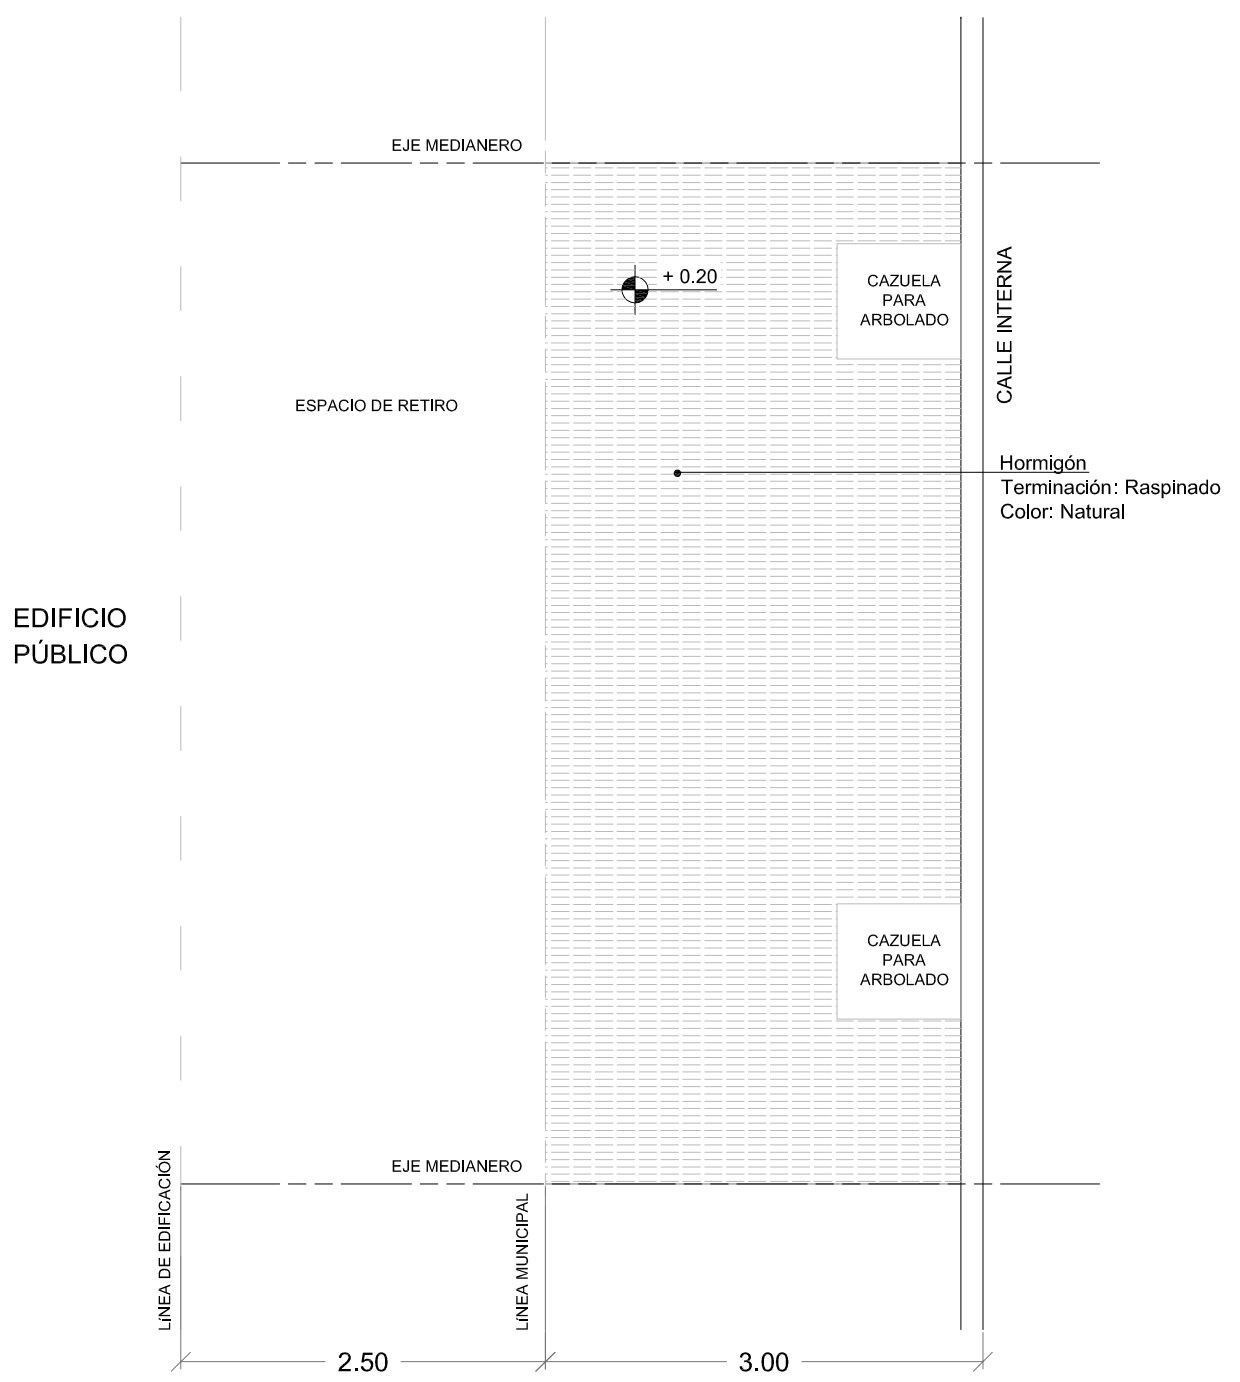 EJE MEDIANERO
+ 0.20
CAZUELA
PARA
ARBOLADO
CALLE INTERNA
ESPACIO DE RETIRO
Hormigón
Terminación: Raspinado
Color: Natural
EDIFICIO
PÚBLICO
CAZUELA
PARA
ARBOLADO
EJE MEDIANERO
LíNEA DE EDIFICACIÓN
LíNEA MUNICIPAL
2.50
3.00